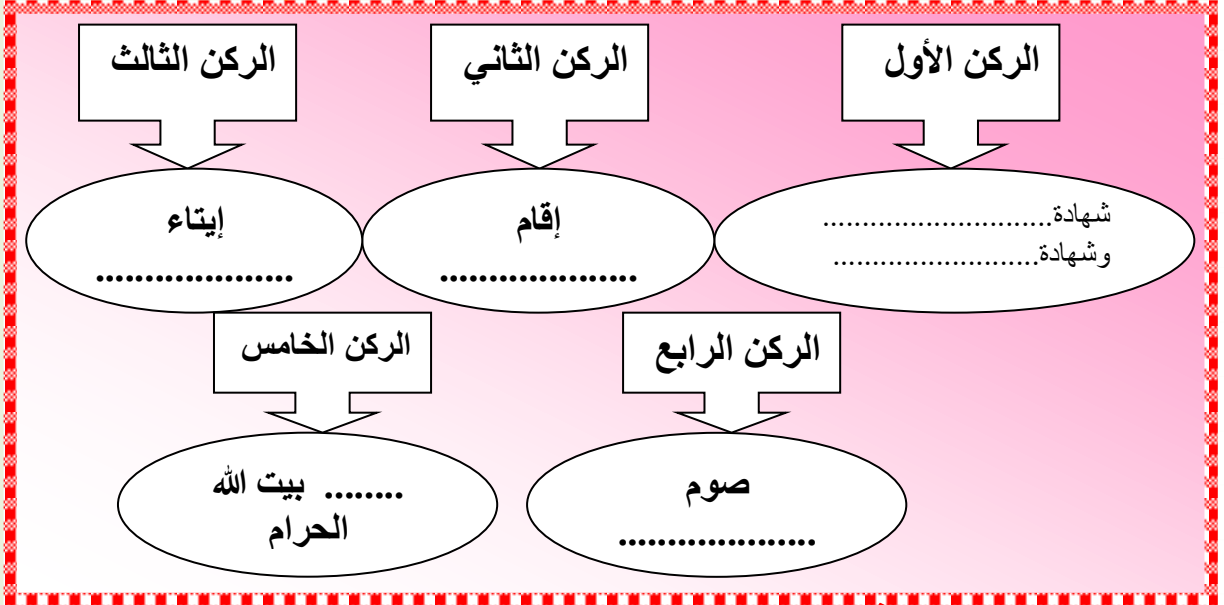 الركن الأول
الركن الثاني
الركن الثالث
شهادة.............................
وشهادة..........................
إقام
....................
إيتاء
....................
الركن الرابع
الركن الخامس
صوم
....................
........ بيت الله
الحرام